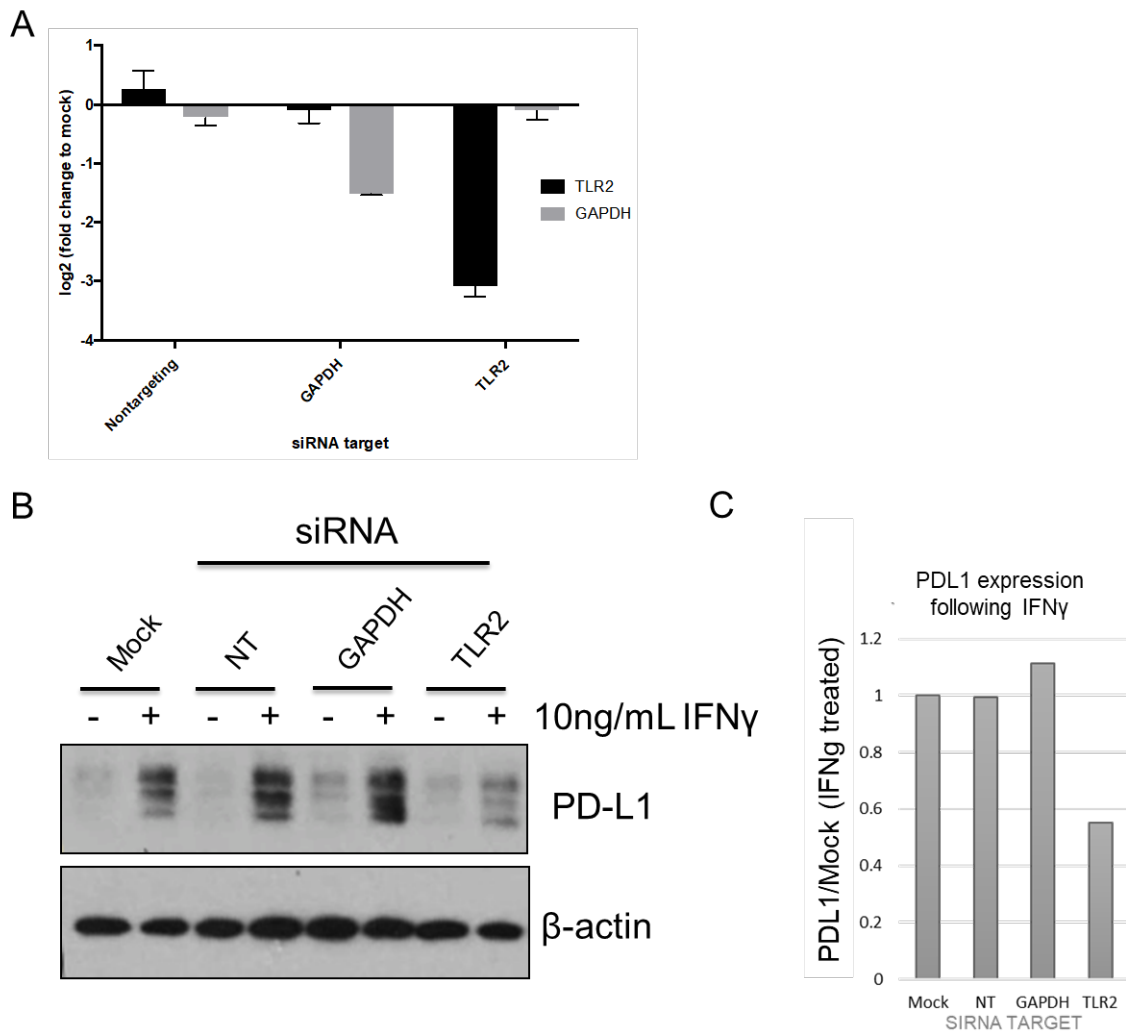 A
1
0
-1
-2
-3
-4
log2 (fold change to mock)
TLR2
GAPDH
Nontargeting
GAPDH
TLR2
siRNA target
B
siRNA
Mock
NT
GAPDH
TLR2
- + - + - + - + 10ng/mL IFNγ
PD-L1
β-actin
C
PDL1 expression
following IFNγ
PDL1/Mock (IFNg treated)
1.2
1
0.8
0.6
0.4
0.2
0
Mock NT GAPDH TLR2
SIRNA TARGET